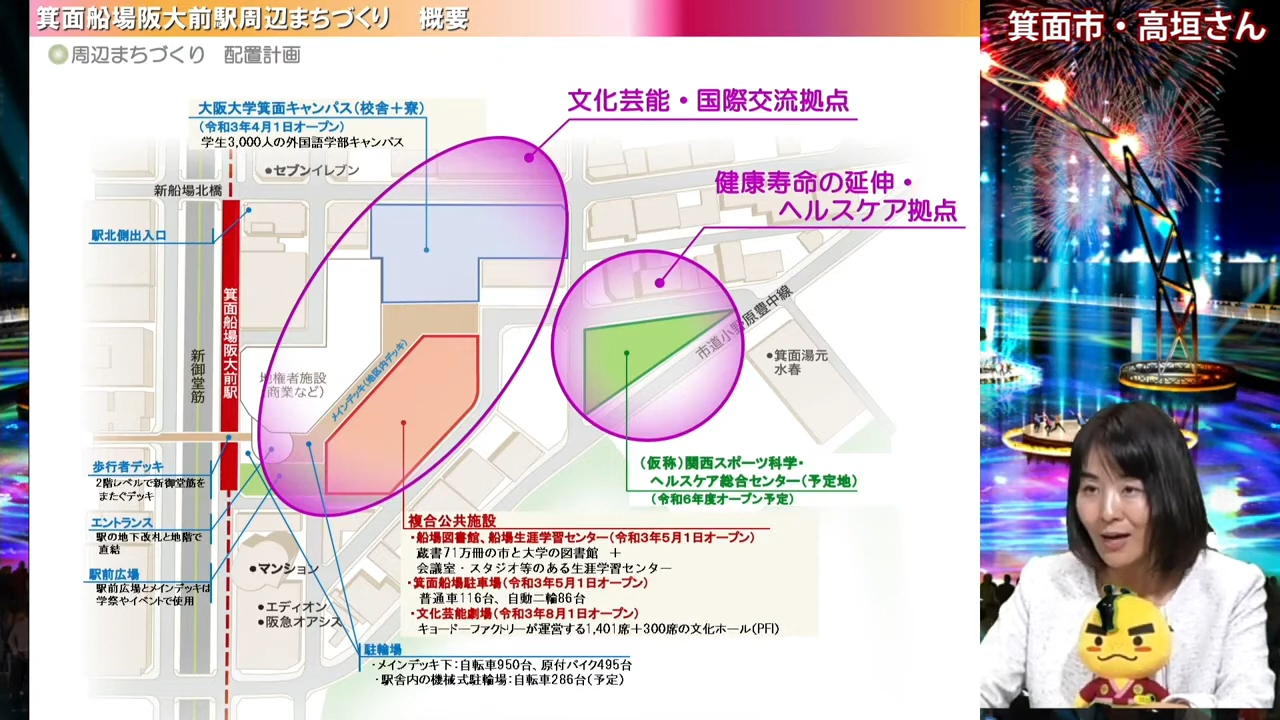 箕面船場阪大前駅周辺まちづくり 概要
箕面市・高垣さん
周辺まちづくり 配置計画
文化芸能・国際交流拠点
大阪大学箕面キャンパス(校舎+寮)
(令和3年4月1日オープン)
学生3,000人の外国語学部キャンパス
セブンイレブン
新船場北橋
健康寿命の延伸・
ヘルスケア拠点
駅北側出入口
箕面船場阪大前駅
新御堂筋
地権者施設
(商業など)
メインデッキ(地区内デッキ)
市道小野原豊中線
箕面湯元
水春
歩行者デッキ
2階レベルで新御堂筋を
またぐデッキ
エントランス
駅の地下改札と地階で
直結
駅前広場
駅前広場とメインデッキは
学祭やイベントで使用
マンション
エディオン
阪急オアシス
(仮称)関西スポーツ科学・
ヘルスケア総合センター(予定地)
(令和6年度オープン予定)
複合公共施設
・船場図書館、船場生涯学習センター(令和3年5月1日オープン)
蔵書71万冊の市と大学の図書館 +
会議室・スタジオ等のある生涯学習センター
・箕面船場駐車場(令和3年5月1日オープン)
普通車116台、自動二輪86台
・文化芸能劇場(令和3年8月1日オープン)
キョードーファクトリーが運営する1,401席+300席の文化ホール(PFI)
駐輪場
・メインデッキ下:自転車950台、原付バイク495台
・駅舎内の機械式駐輪場:自転車286台(予定)